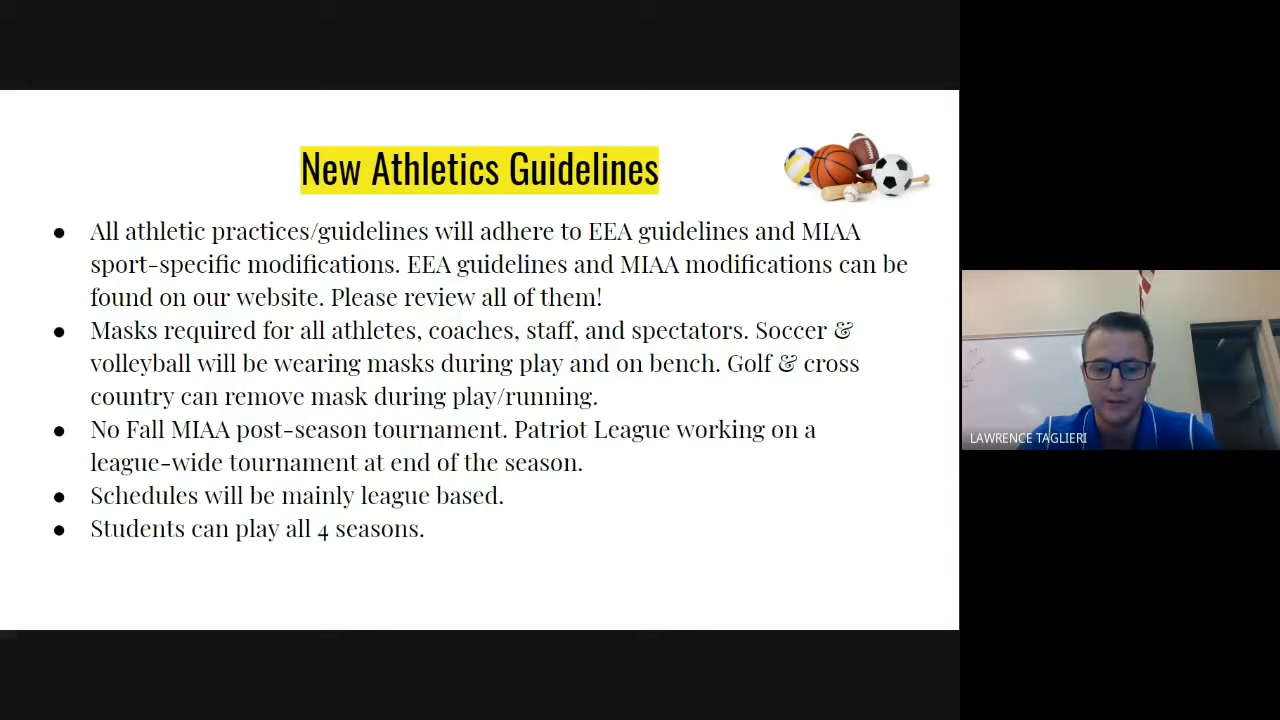 New Athletics Guidelines
● All athletic practices/guidelines will adhere to EEA guidelines and MIAA
sport-specific modifications. EEA guidelines and MIAA modifications can be
found on our website. Please review all of them!
● Masks required for all athletes, coaches, staff, and spectators. Soccer &
volleyball will be wearing masks during play and on bench. Golf & cross
country can remove mask during play/running.
● No Fall MIAA post-season tournament. Patriot League working on a
league-wide tournament at end of the season.
● Schedules will be mainly league based.
● Students can play all 4 seasons.
LAWRENCE TAGLIERI